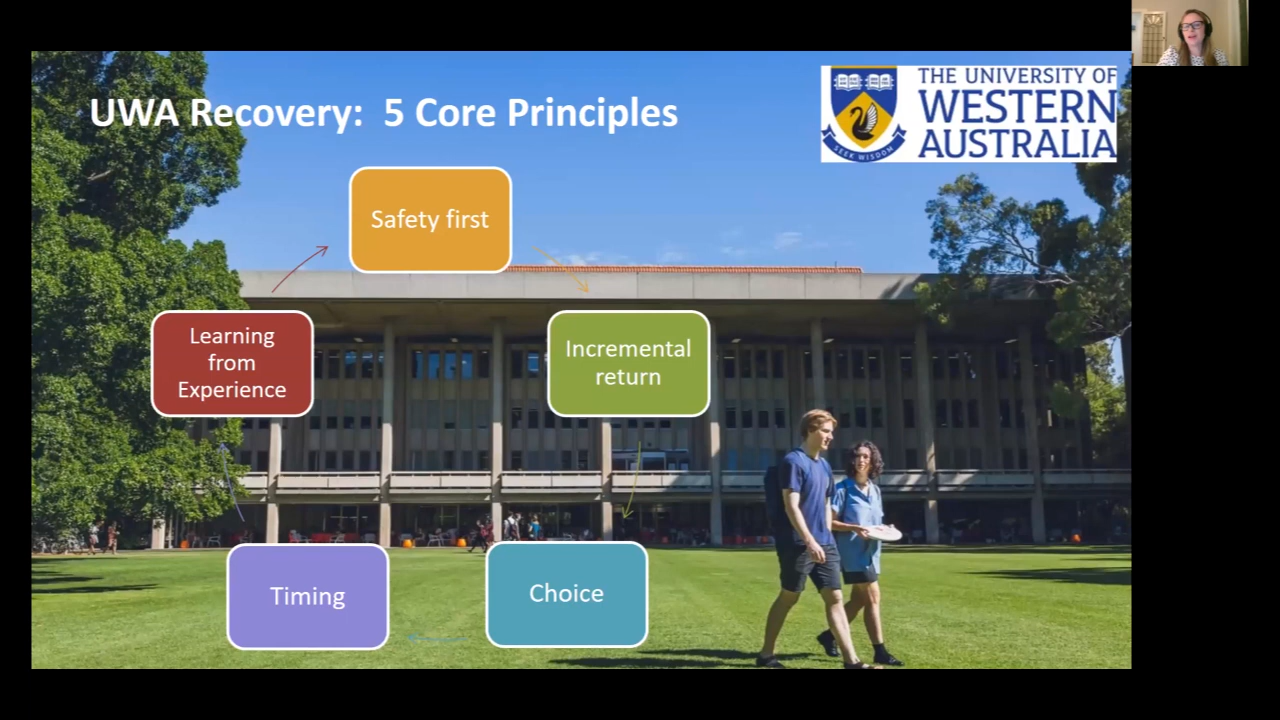 UWA Recovery: 5 Core Principles
THE UNIVERSITY OF
WESTERN
AUSTRALIA
SEEK WISDOM
Safety first
Incremental
return
Choice
Timing
Learning
from
Experience